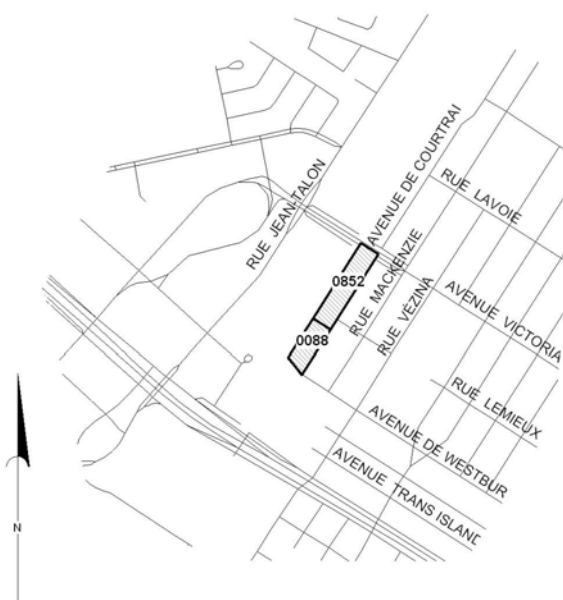 AVENUE DE COURTRAI
RUE JEAN-TALON
RUE LAVOIE
0852
RUE MACKENZIE
RUE VÉZINA
AVENUE VICTORIA
0088
RUE LEMIEUX
AVENUE DE WESTBUR
AVENUE TRANS ISLAND
N